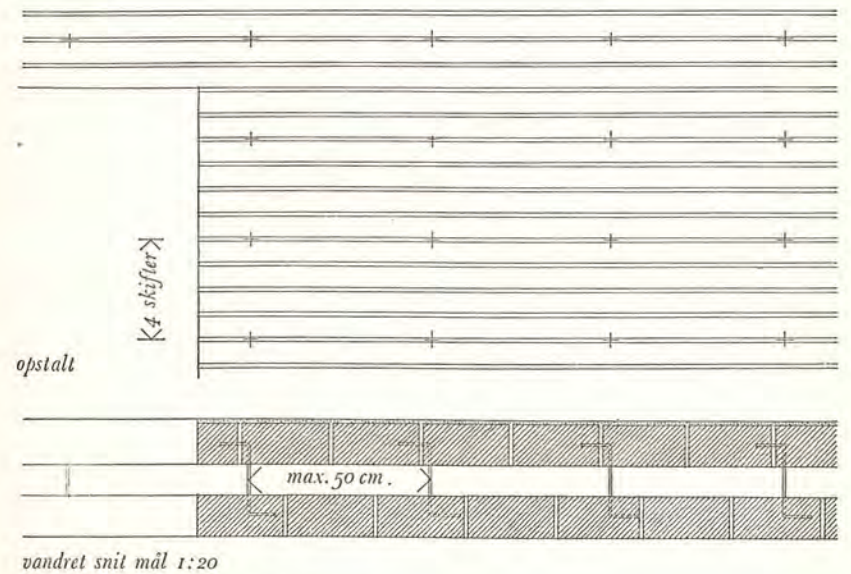 4 skifter
opstalt
max. 50 cm.
vandret snit mål 1:20